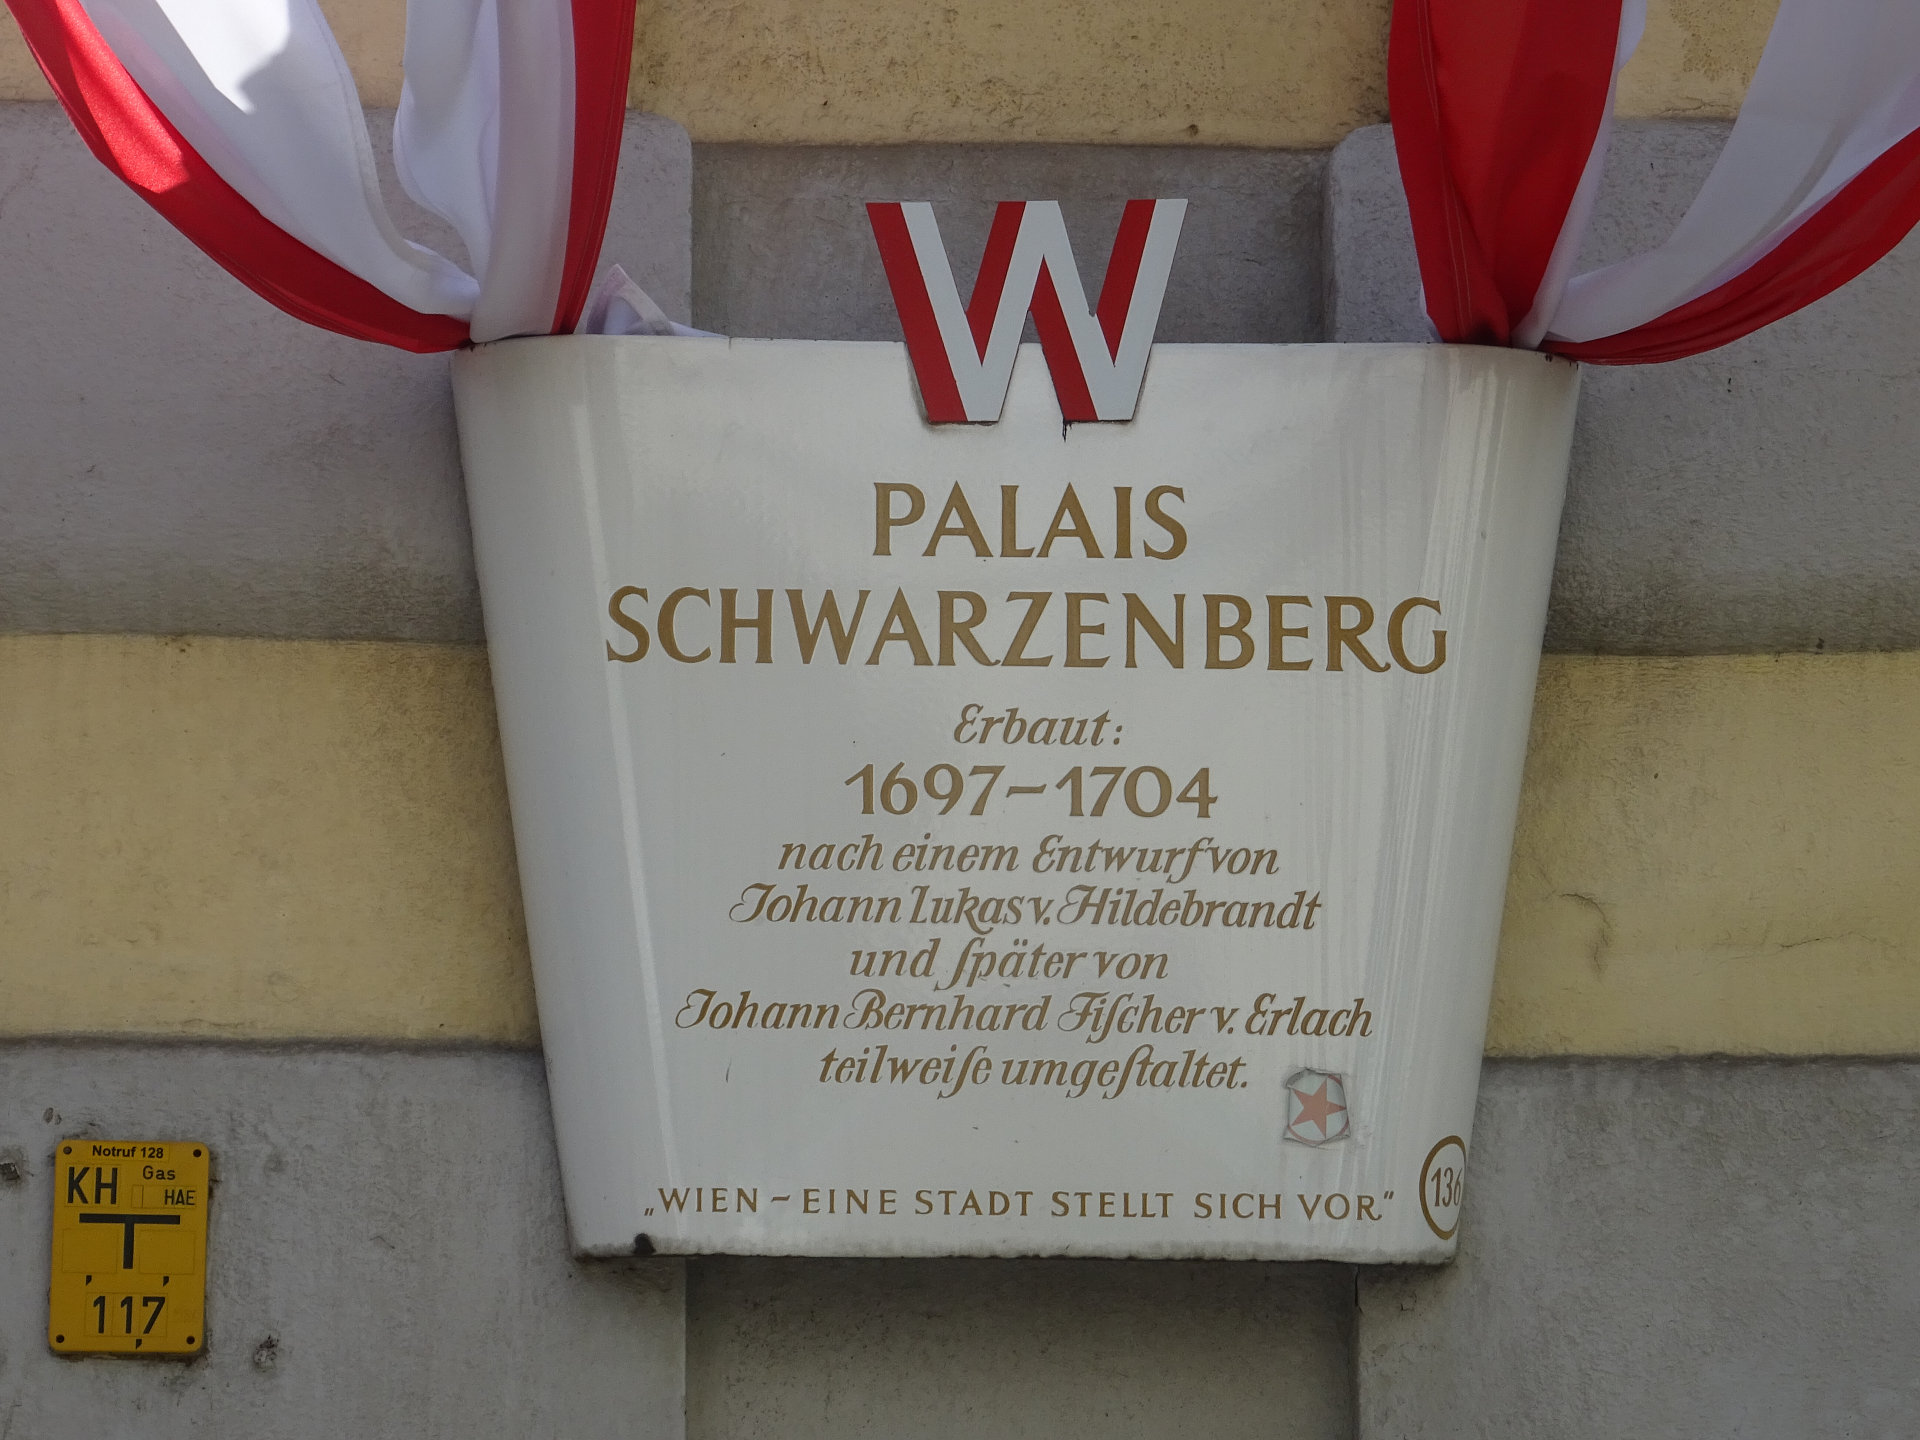 W
PALAIS
SCHWARZENBERG
Erbaut:
1697–1704
nach einem Entwurf von
Johann Lukas v. Hildebrandt
und ſpäter von
Johann Bernhard Fiſcher v. Erlach
teilweiſe umgeſtaltet.
„WIEN – EINE STADT STELLT SICH VOR“
136
Notruf 128
KH Gas
HAE
T
, ,
117
,